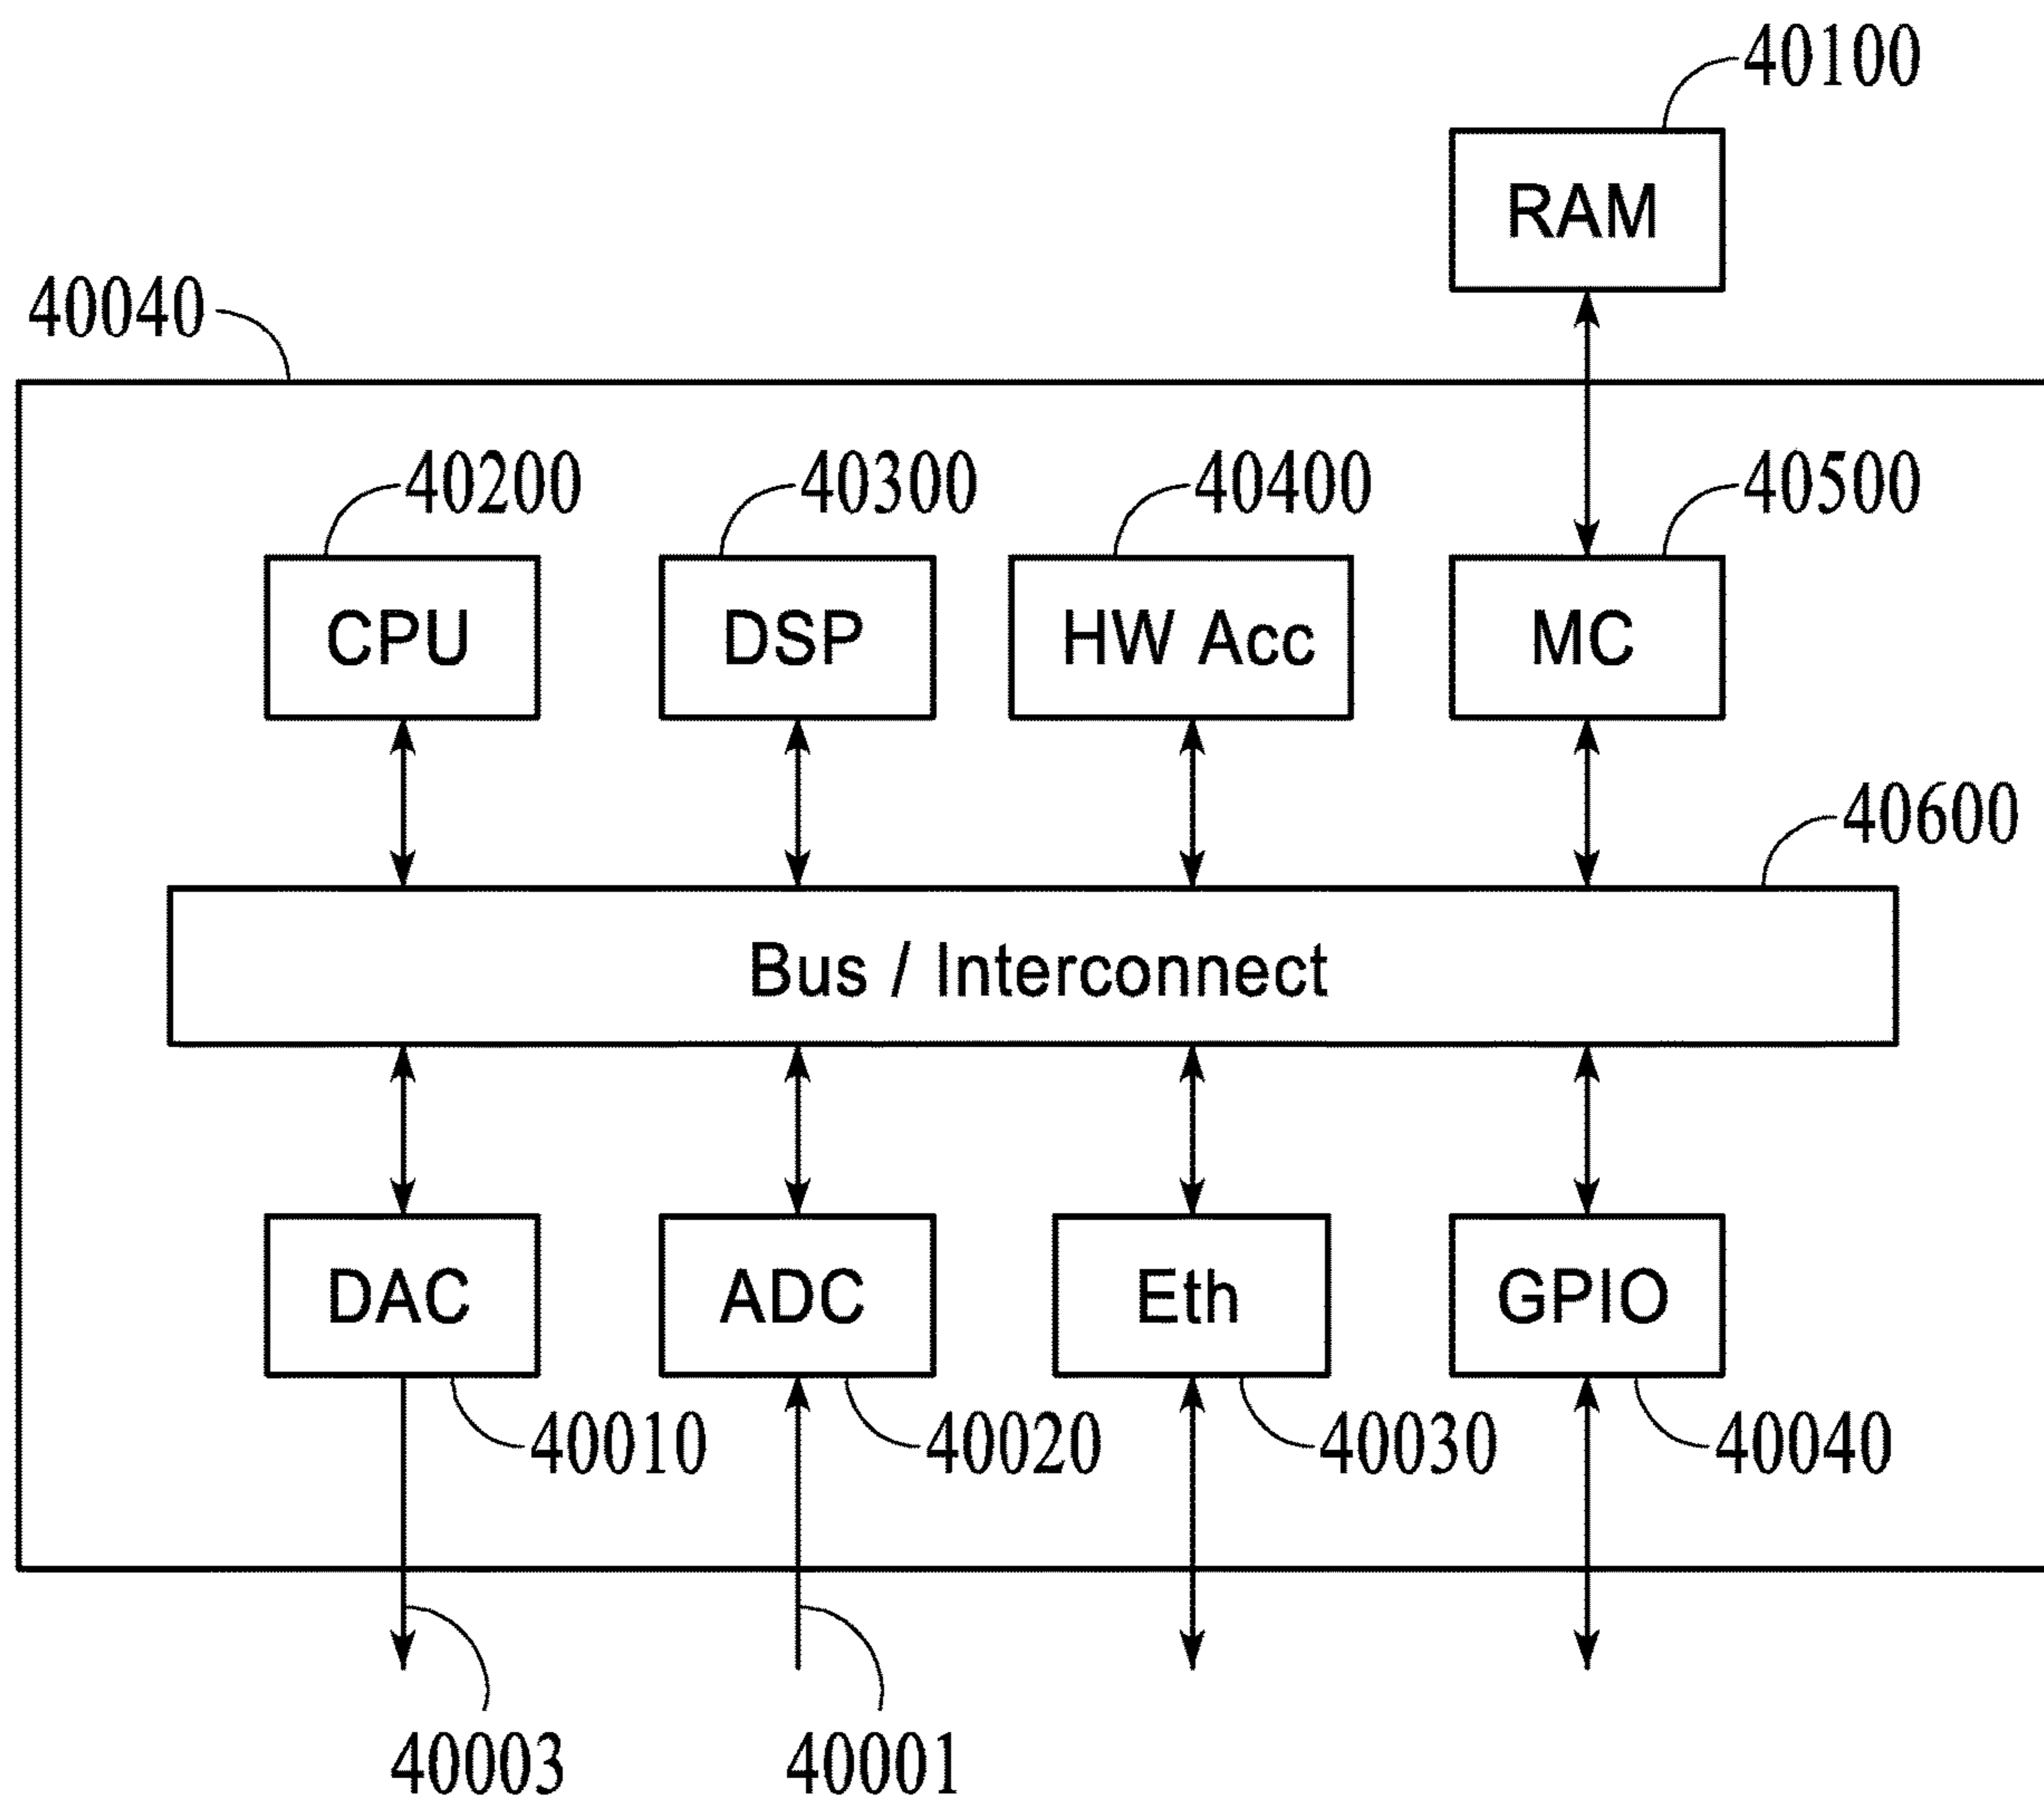 40100
RAM
40040
40200 40300 40400 40500
CPU DSP HW Acc MC
40600
Bus / Interconnect
DAC ADC Eth GPIO
40010 40020 40030 40040
40003 40001